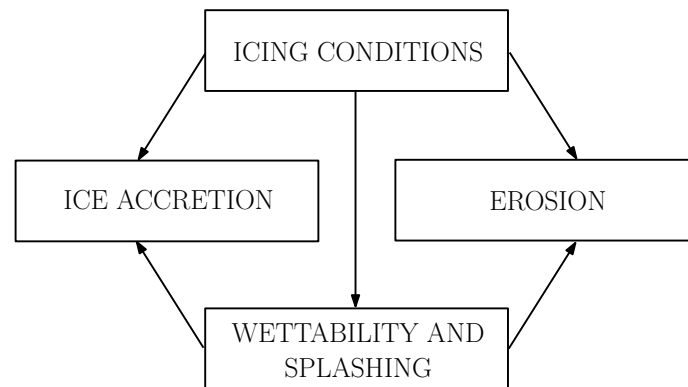 ICING CONDITIONS
ICE ACCRETION
EROSION
WETTABILITY AND
SPLASHING